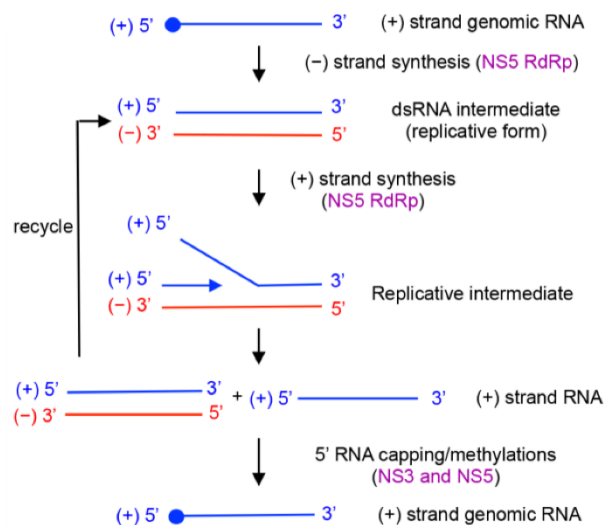 (+) 5’ 3’ (+) strand genomic RNA
(−) strand synthesis (NS5 RdRp)
(+) 5’ 3’
(−) 3’ 5’
dsRNA intermediate
(replicative form)
(+) strand synthesis
(NS5 RdRp)
recycle
(+) 5’
(+) 5’ 3’
(−) 3’ 5’
Replicative intermediate
(+) 5’ 3’ + (+) 5’ 3’ (+) strand RNA
(−) 3’ 5’
5’ RNA capping/methylations
(NS3 and NS5)
(+) 5’ 3’ (+) strand genomic RNA